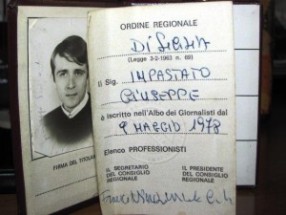 ORDINE REGIONALE
DI SICILIA
(Legge 3-2-1963 n. 69)
Il Sig. IMPASTATO
GIUSEPPE
è iscritto nell'Albo dei Giornalisti dal
9 MAGGIO 1978
Elenco PROFESSIONISTI
FIRMA DEL TITOLARE
IL SEGRETARIO
DEL CONSIGLIO
REGIONALE
IL PRESIDENTE
DEL CONSIGLIO
REGIONALE